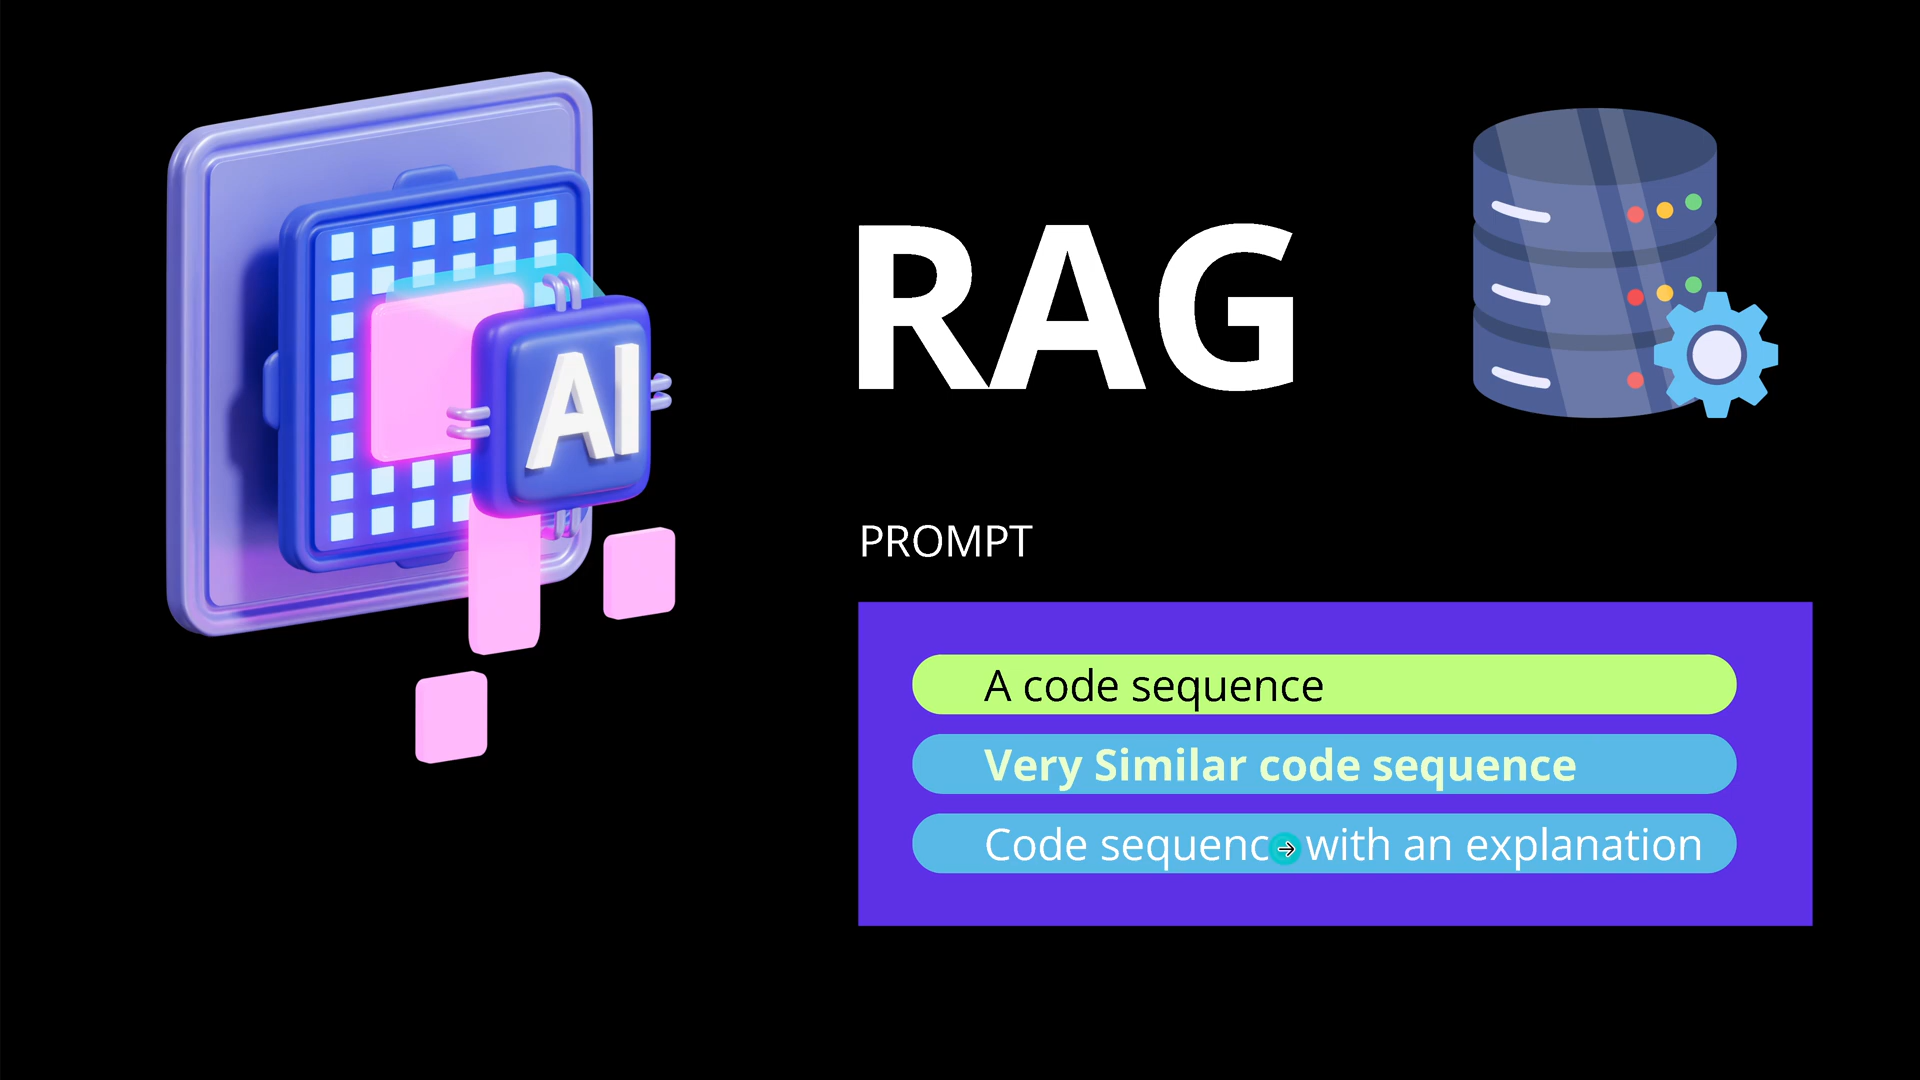 AI
RAG
PROMPT
A code sequence
Very Similar code sequence
Code sequenc with an explanation